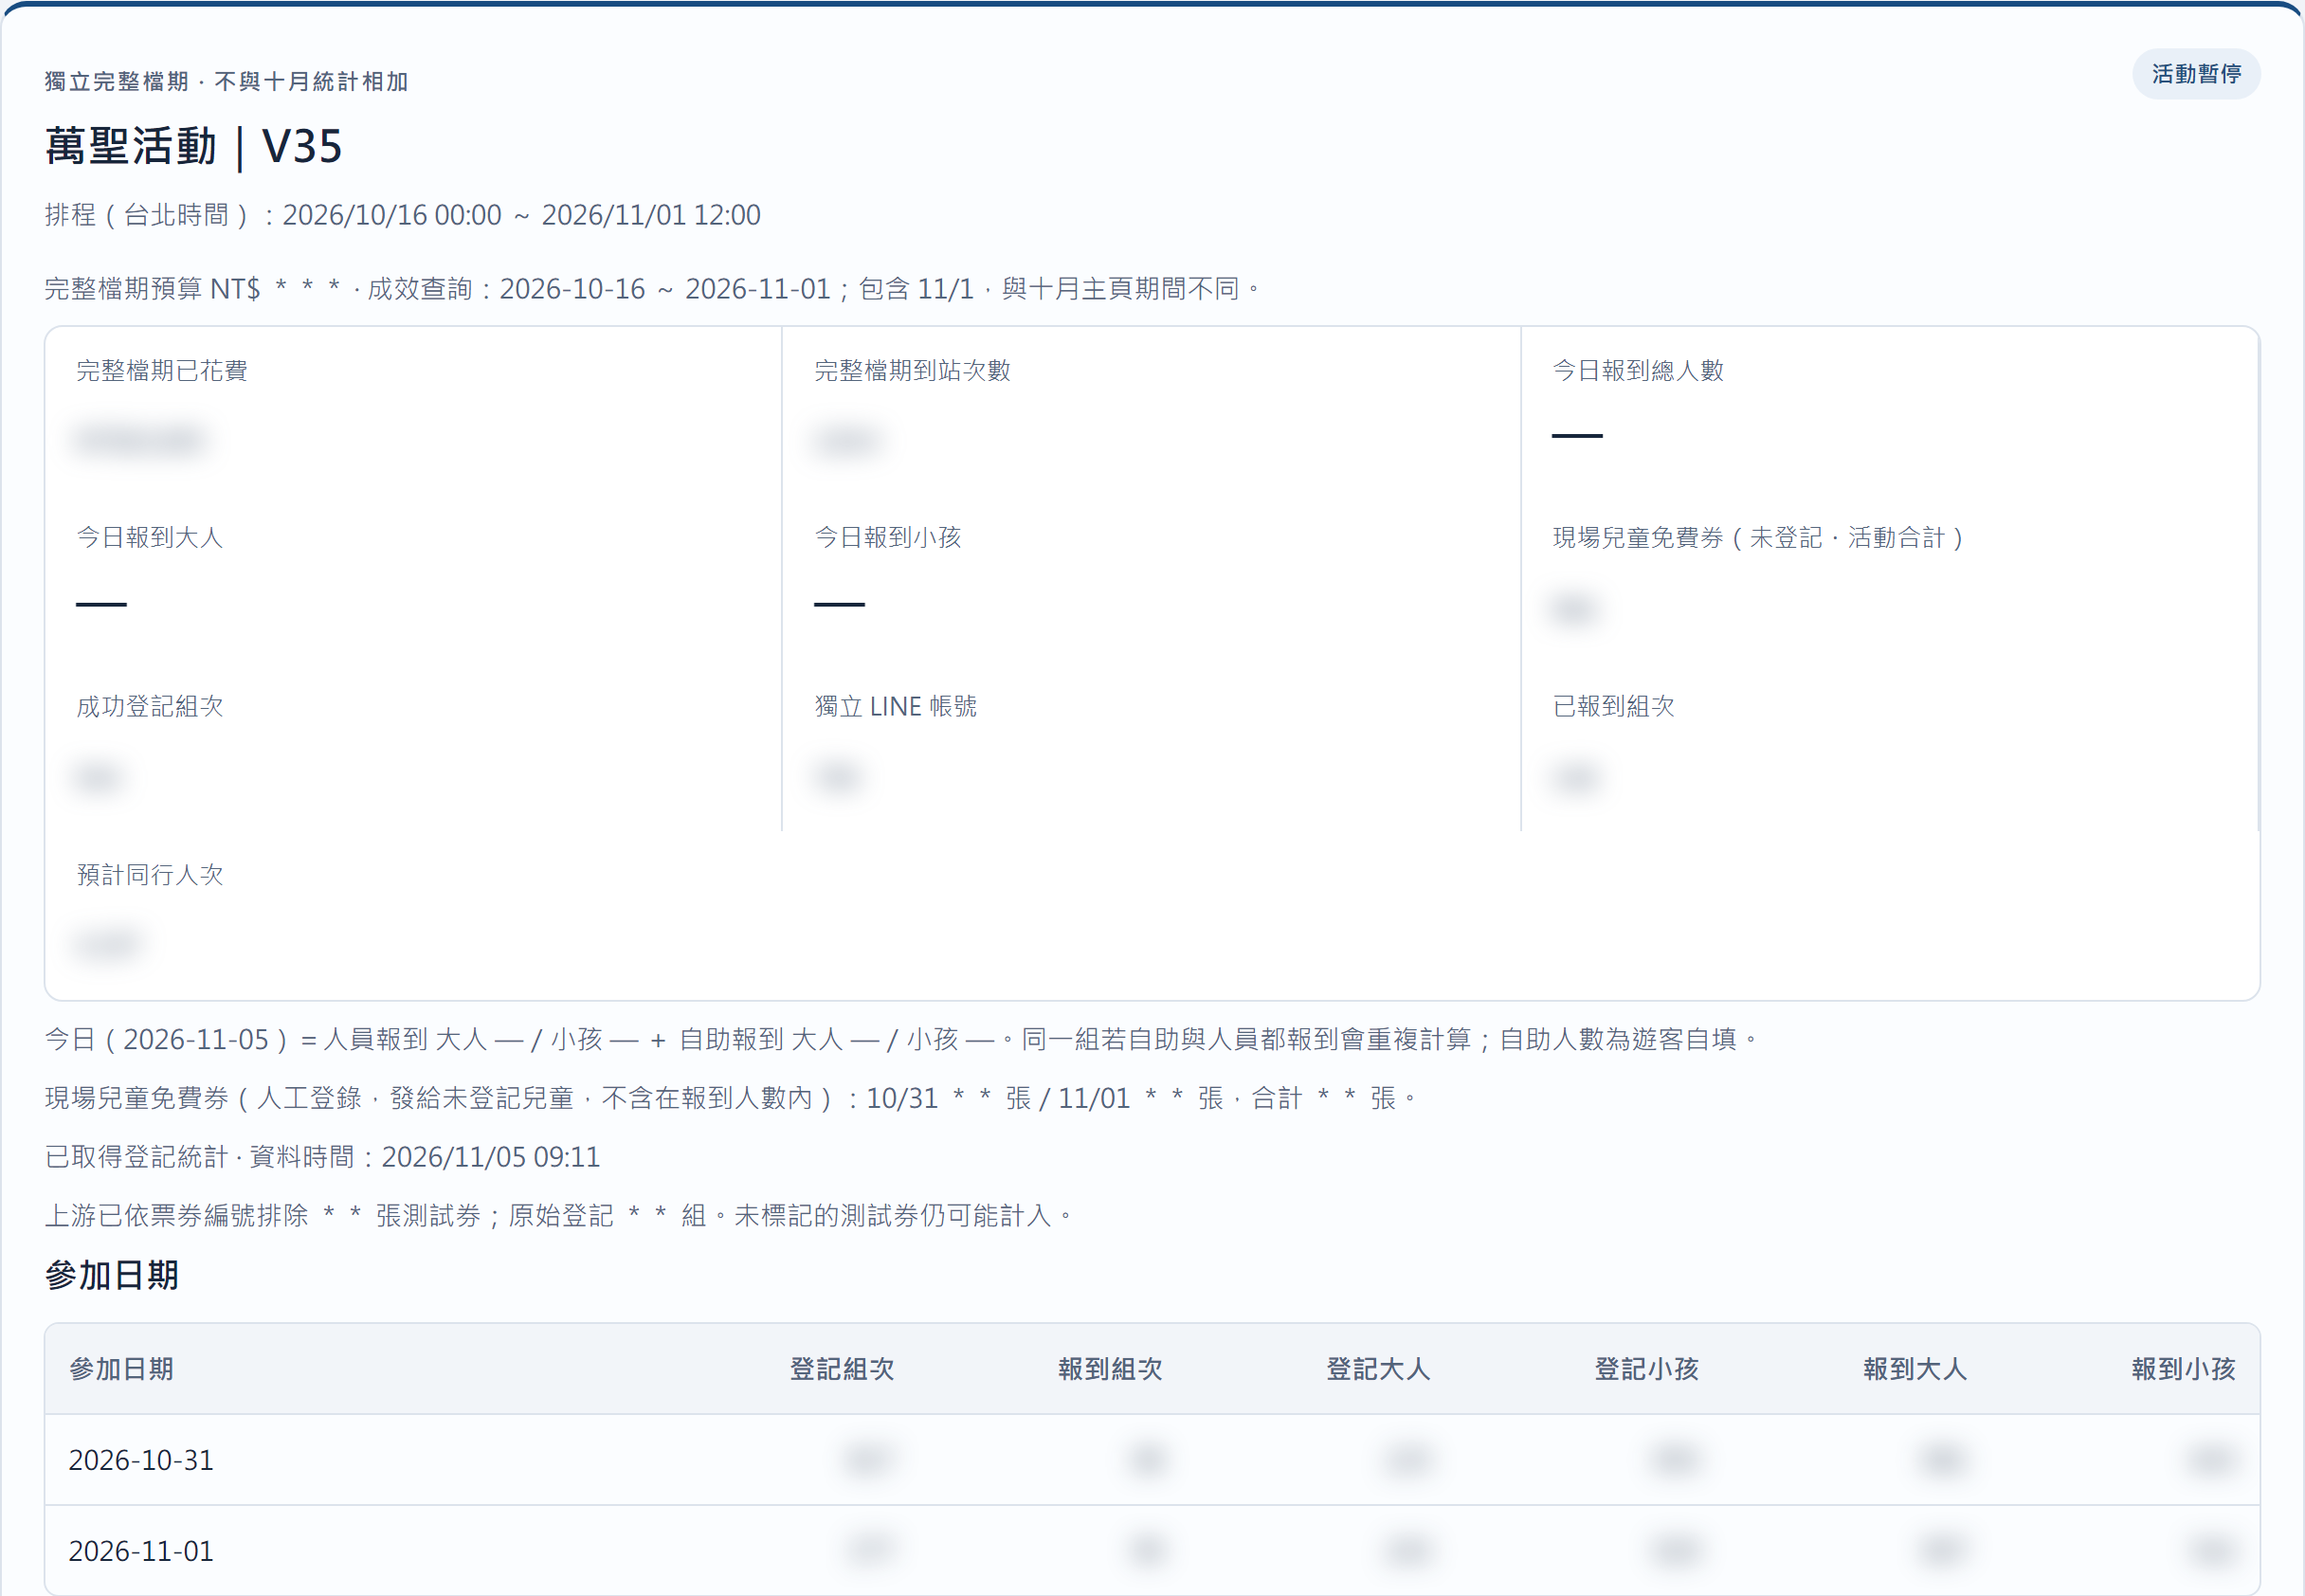 獨立完整檔期 · 不與十月統計相加
活動暫停
萬聖活動｜V35
排程（台北時間）：2026/10/16 00:00 ～ 2026/11/01 12:00
完整檔期預算 NT$ ＊＊＊ · 成效查詢：2026-10-16 ～ 2026-11-01；包含 11/1，與十月主頁期間不同。
完整檔期已花費
完整檔期到站次數
今日報到總人數
—
今日報到大人
—
今日報到小孩
—
現場兒童免費券（未登記 · 活動合計）
成功登記組次
獨立 LINE 帳號
已報到組次
預計同行人次
今日（2026-11-05）＝人員報到 大人 — / 小孩 — ＋ 自助報到 大人 — / 小孩 —。同一組若自助與人員都報到會重複計算；自助人數為遊客自填。
現場兒童免費券（人工登錄，發給未登記兒童，不含在報到人數內）：10/31 ＊＊ 張 / 11/01 ＊＊ 張，合計 ＊＊ 張。
已取得登記統計 · 資料時間：2026/11/05 09:11
上游已依票券編號排除 ＊＊ 張測試券；原始登記 ＊＊ 組。未標記的測試券仍可能計入。
參加日期
參加日期 登記組次 報到組次 登記大人 登記小孩 報到大人 報到小孩
2026-10-31
2026-11-01